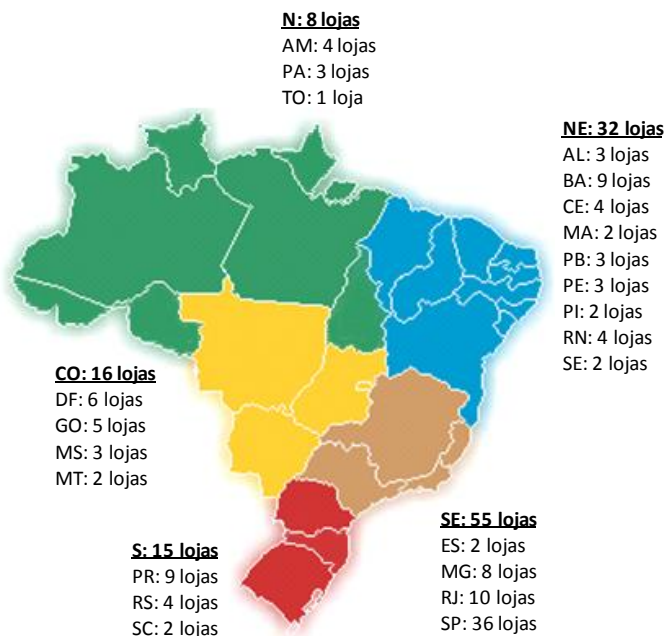 N: 8 lojas
AM: 4 lojas
PA: 3 lojas
TO: 1 loja
NE: 32 lojas
AL: 3 lojas
BA: 9 lojas
CE: 4 lojas
MA: 2 lojas
PB: 3 lojas
PE: 3 lojas
PI: 2 lojas
RN: 4 lojas
SE: 2 lojas
CO: 16 lojas
DF: 6 lojas
GO: 5 lojas
MS: 3 lojas
MT: 2 lojas
S: 15 lojas
PR: 9 lojas
RS: 4 lojas
SC: 2 lojas
SE: 55 lojas
ES: 2 lojas
MG: 8 lojas
RJ: 10 lojas
SP: 36 lojas